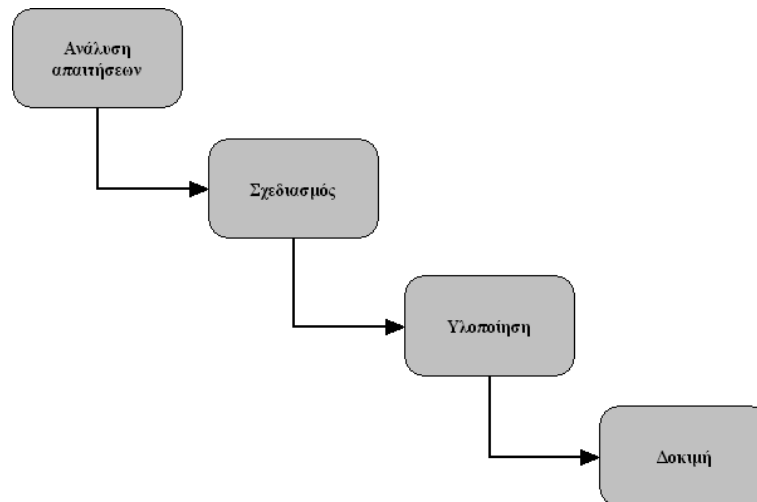 Ανάλυση
απαιτήσεων
Σχεδιασμός
Υλοποίηση
Δοκιμή